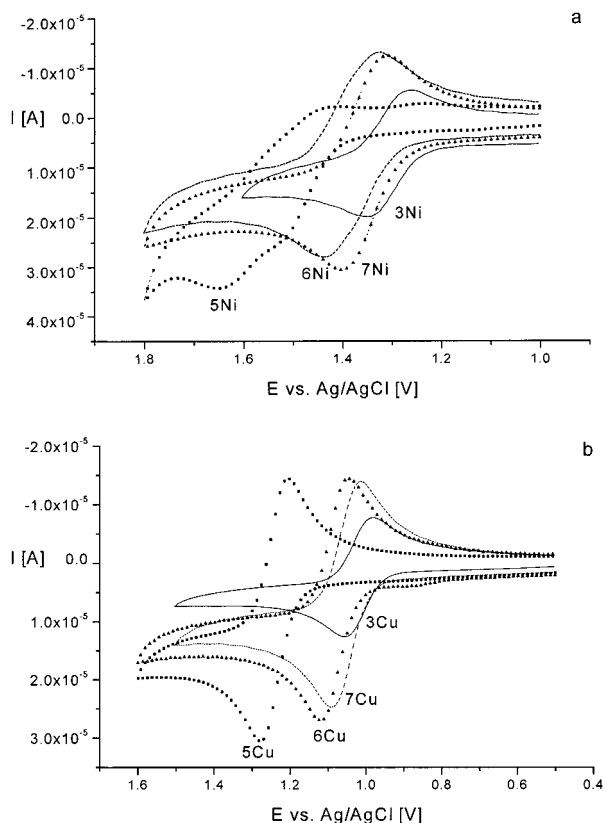 a
-2.0x10⁻⁵
-1.0x10⁻⁵
I [A] 0.0
1.0x10⁻⁵
2.0x10⁻⁵
3.0x10⁻⁵
4.0x10⁻⁵
3Ni
6Ni
7Ni
5Ni
1.8 1.6 1.4 1.2 1.0
E vs. Ag/AgCl [V]
b
-2.0x10⁻⁵
-1.0x10⁻⁵
I [A] 0.0
1.0x10⁻⁵
2.0x10⁻⁵
3.0x10⁻⁵
3Cu
7Cu
6Cu
5Cu
1.6 1.4 1.2 1.0 0.8 0.6 0.4
E vs. Ag/AgCl [V]